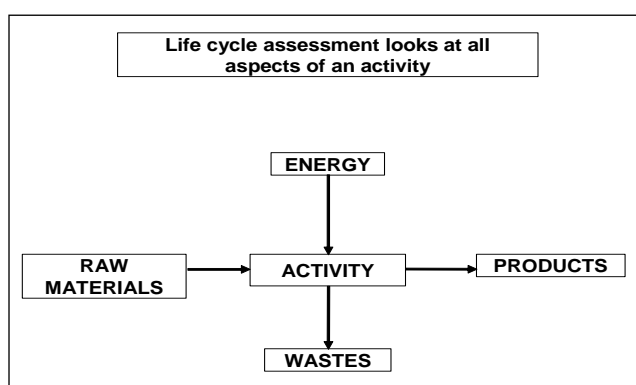 Life cycle assessment looks at all
aspects of an activity
ENERGY
RAW
MATERIALS
ACTIVITY
PRODUCTS
WASTES